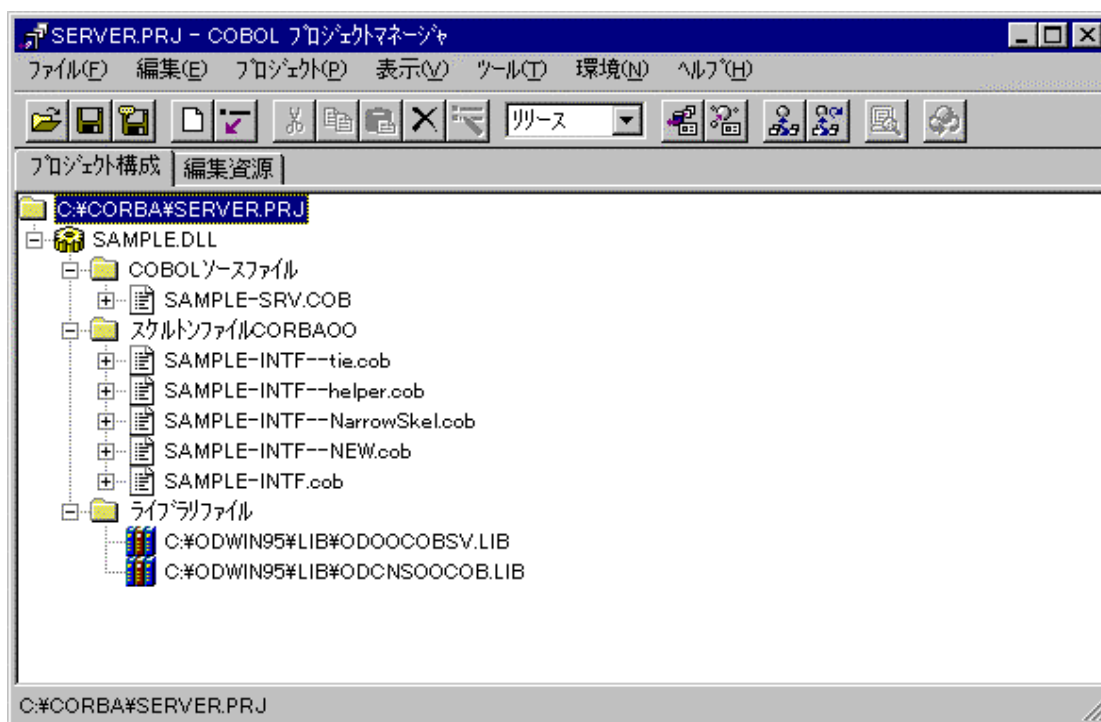 SERVER.PRJ - COBOL ﾌﾟﾛｼﾞｪｸﾄﾏﾈｰｼﾞｬ
ﾌｧｲﾙ(F) 編集(E) ﾌﾟﾛｼﾞｪｸﾄ(P) 表示(V) ﾂｰﾙ(T) 環境(N) ﾍﾙﾌﾟ(H)
ﾘﾘｰｽ
ﾌﾟﾛｼﾞｪｸﾄ構成 編集資源
C:¥CORBA¥SERVER.PRJ
SAMPLE.DLL
COBOLｿｰｽﾌｧｲﾙ
SAMPLE-SRV.COB
ｽｹﾙﾄﾝﾌｧｲﾙCORBAOO
SAMPLE-INTF--tie.cob
SAMPLE-INTF--helper.cob
SAMPLE-INTF--NarrowSkel.cob
SAMPLE-INTF--NEW.cob
SAMPLE-INTF.cob
ﾗｲﾌﾞﾗﾘﾌｧｲﾙ
C:¥ODWIN95¥LIB¥ODOOCOBSV.LIB
C:¥ODWIN95¥LIB¥ODCNSOOCOB.LIB
C:¥CORBA¥SERVER.PRJ